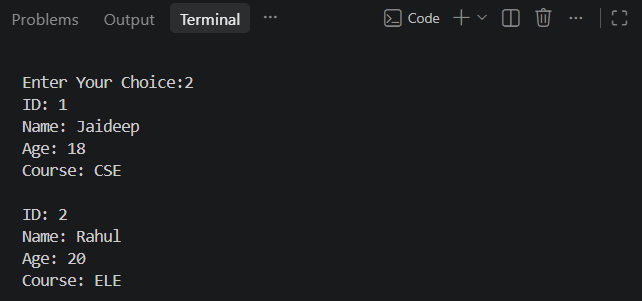 Problems Output Terminal ··· Code
Enter Your Choice:2
ID: 1
Name: Jaideep
Age: 18
Course: CSE
ID: 2
Name: Rahul
Age: 20
Course: ELE